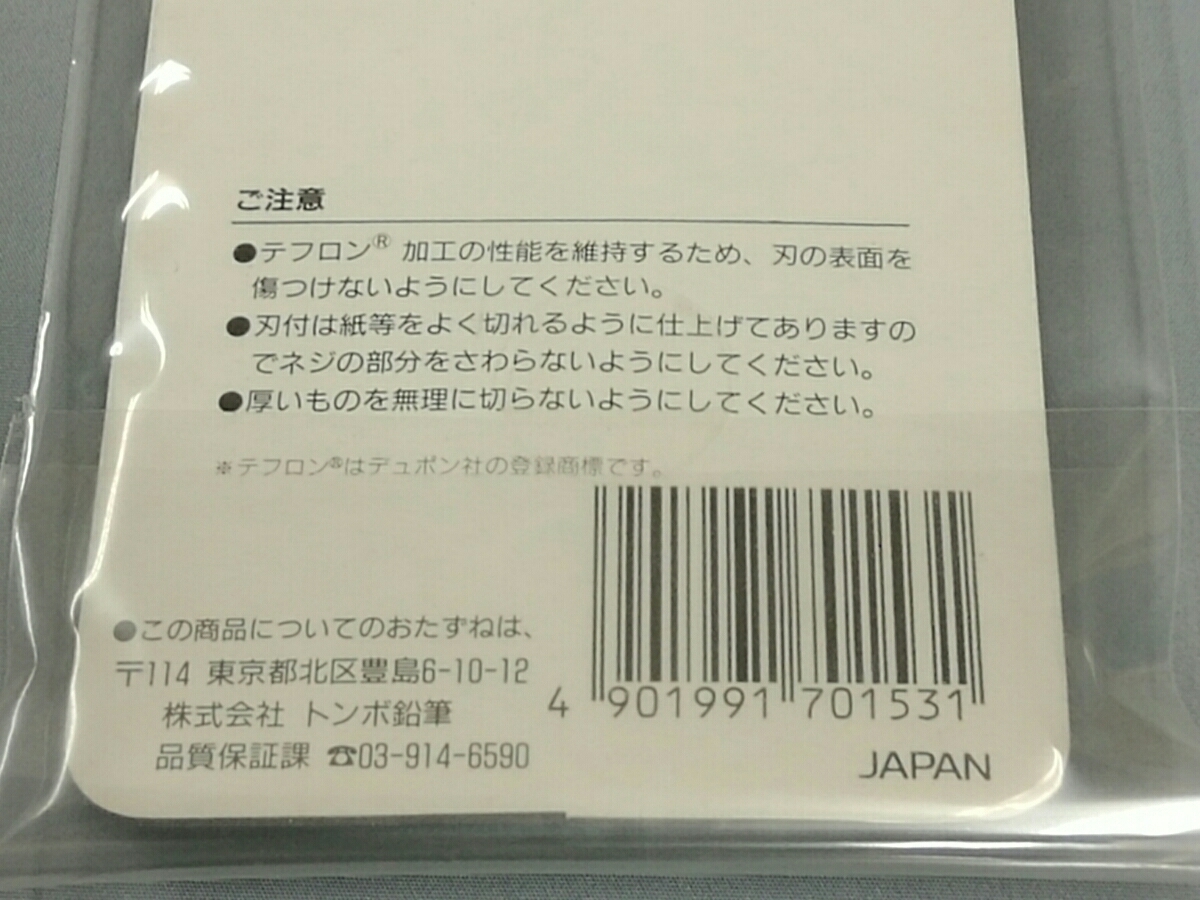 ご注意
●テフロン® 加工の性能を維持するため、刃の表面を
傷つけないようにしてください。
●刃付は紙等をよく切れるように仕上げてありますの
でネジの部分をさわらないようにしてください。
●厚いものを無理に切らないようにしてください。
※テフロン®はデュポン社の登録商標です。
●この商品についてのおたずねは、
〒114 東京都北区豊島6-10-12
株式会社 トンボ鉛筆
品質保証課 ☎03-914-6590
4 901991 701531
JAPAN